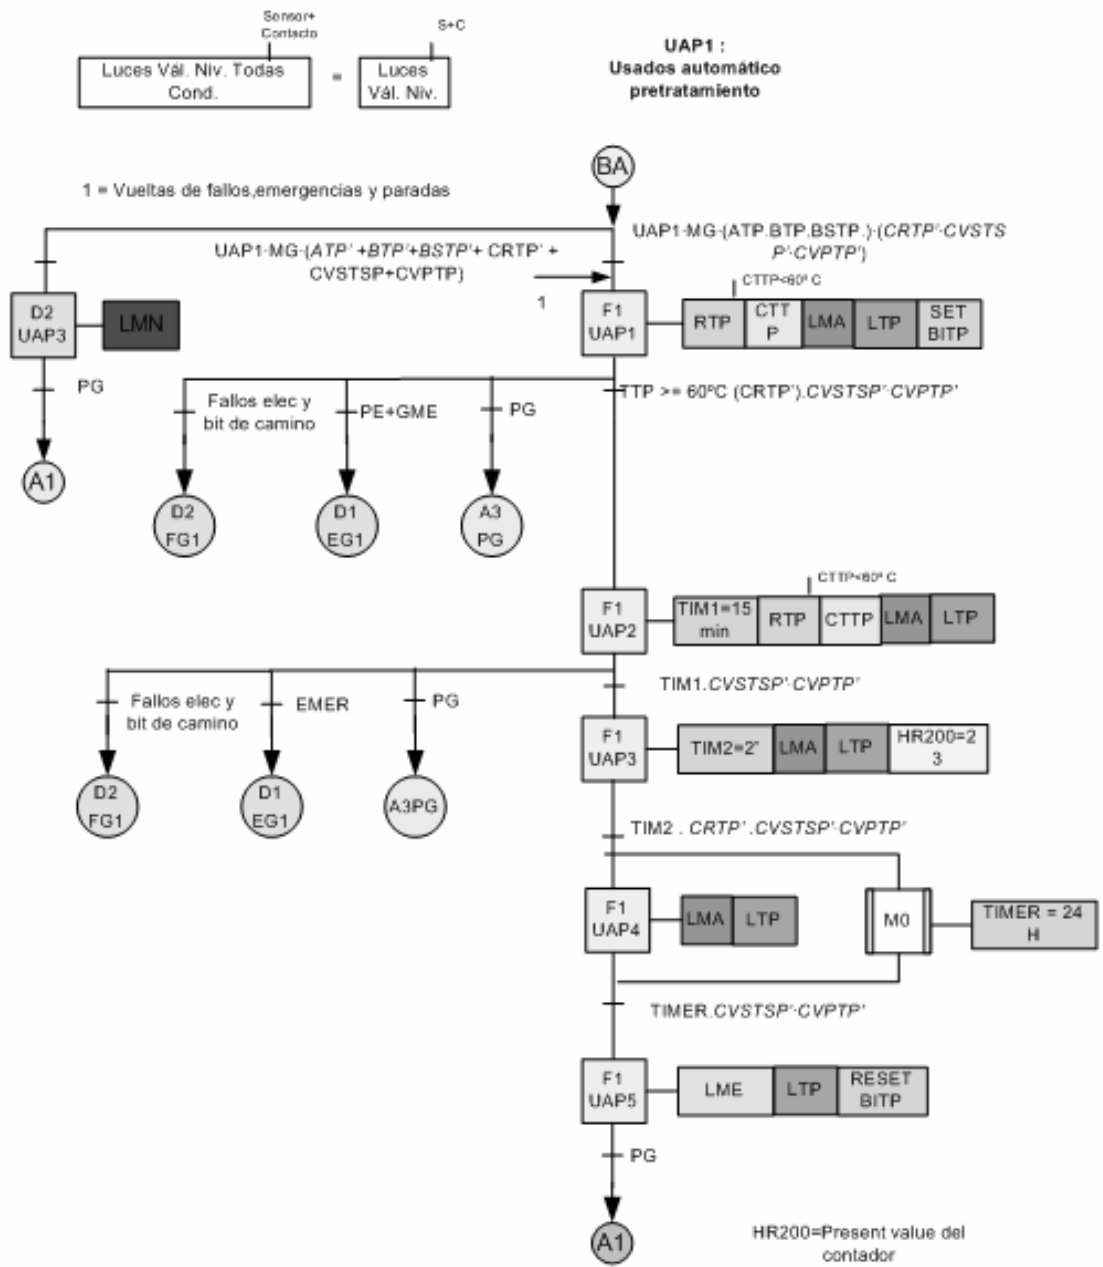 Sensor+
Contacto
S+C
Luces Vál. Niv. Todas
Cond.
=
Luces
Vál. Niv.
UAP1 :
Usados automático
pretratamiento
BA
1 = Vueltas de fallos,emergencias y paradas
UAP1·MG·(ATP' +BTP'+BSTP'+ CRTP' +
CVSTSP+CVPTP)
UAP1·MG·(ATP.BTP.BSTP.)·(CRTP'·CVSTS
P'·CVPTP')
1
CTTP<60º C
D2
UAP3
LMN
F1
UAP1
RTP
CTT
P
LMA
LTP
SET
BITP
PG
A1
Fallos elec y
bit de camino
PE+GME
PG
TTP >= 60ºC (CRTP').CVSTSP'·CVPTP'
D2
FG1
D1
EG1
A3
PG
CTTP<60º C
F1
UAP2
TIM1=15
min
RTP
CTTP
LMA
LTP
Fallos elec y
bit de camino
EMER
PG
TIM1.CVSTSP'·CVPTP'
D2
FG1
D1
EG1
A3PG
F1
UAP3
TIM2=2"
LMA
LTP
HR200=2
3
TIM2 . CRTP' .CVSTSP'·CVPTP'
F1
UAP4
LMA
LTP
M0
TIMER = 24
H
TIMER.CVSTSP'·CVPTP'
F1
UAP5
LME
LTP
RESET
BITP
PG
A1
HR200=Present value del
contador